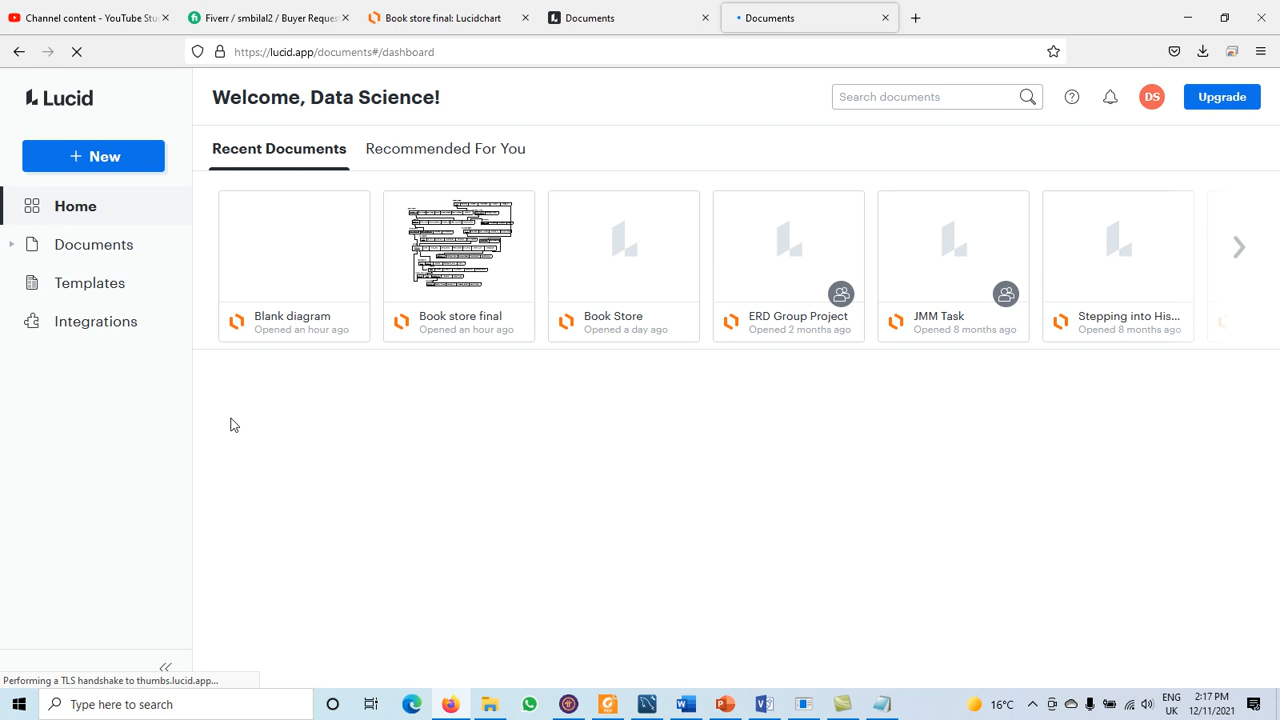 Channel content - YouTube Stu
Fiverr / smbilal2 / Buyer Reques
Book store final: Lucidchart
Documents
Documents
https://lucid.app/documents#/dashboard
Lucid
Welcome, Data Science!
Search documents
DS
Upgrade
+ New
Recent Documents
Recommended For You
Home
Documents
Templates
Integrations
Blank diagram
Opened an hour ago
Book store final
Opened an hour ago
Book Store
Opened a day ago
ERD Group Project
Opened 2 months ago
JMM Task
Opened 8 months ago
Stepping into His...
Opened 8 months ago
Performing a TLS handshake to thumbs.lucid.app...
Type here to search
16°C
ENG
UK
2:17 PM
12/11/2021